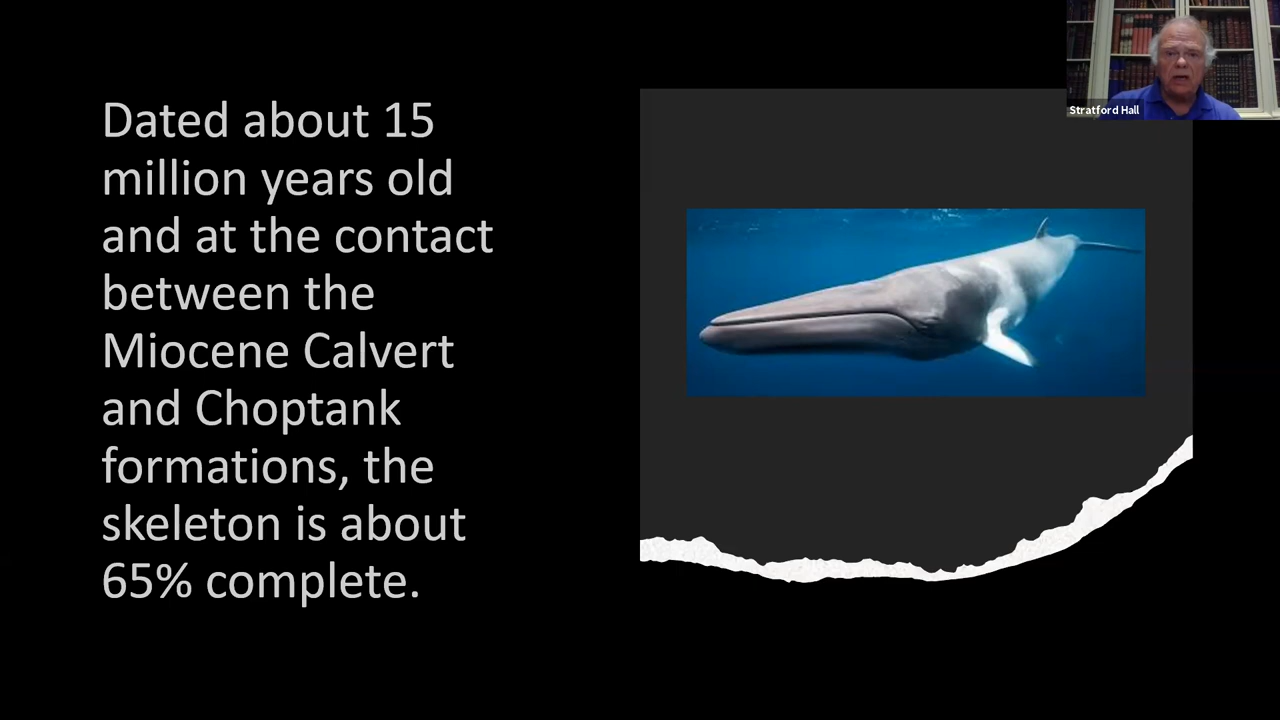 Dated about 15
million years old
and at the contact
between the
Miocene Calvert
and Choptank
formations, the
skeleton is about
65% complete.
Stratford Hall